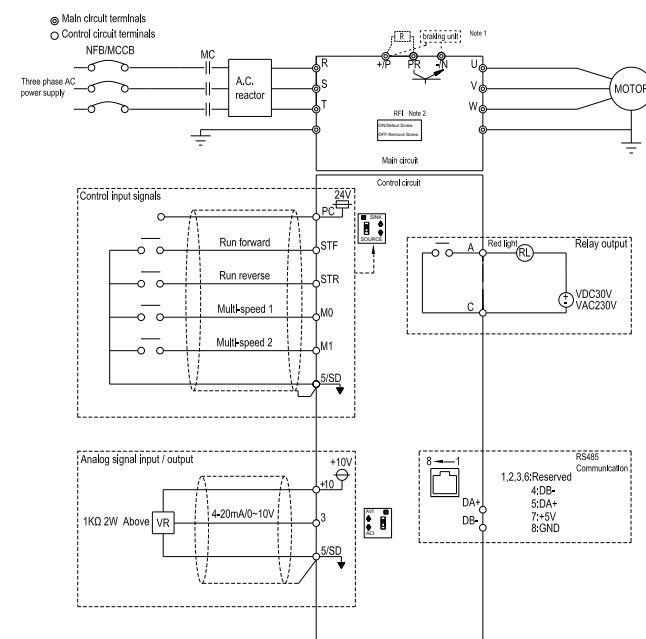 Main circuit terminals
Control circuit terminals
NFB/MCCB
MC
Three phase AC
power supply
A.C.
reactor
R
S
T
R
braking unit
Note 1
+/P
PR
-/N
RFI Note 2
ON:Defaut Screw
OFF:Remove Screw
Main circuit
U
V
W
MOTOR
Control circuit
Control input signals
24V
PC
SINK
SOURCE
Run forward
STF
Run reverse
STR
Multi-speed 1
M0
Multi-speed 2
M1
5/SD
A
Red light
RL
Relay output
VDC30V
VAC230V
C
Analog signal input / output
+10V
+10
1KΩ 2W Above
VR
4-20mA/0~10V
3
5/SD
AVI
ACI
8
1
RS485
Communication
1,2,3,6:Reserved
4:DB-
5:DA+
7:+5V
8:GND
DA+
DB-